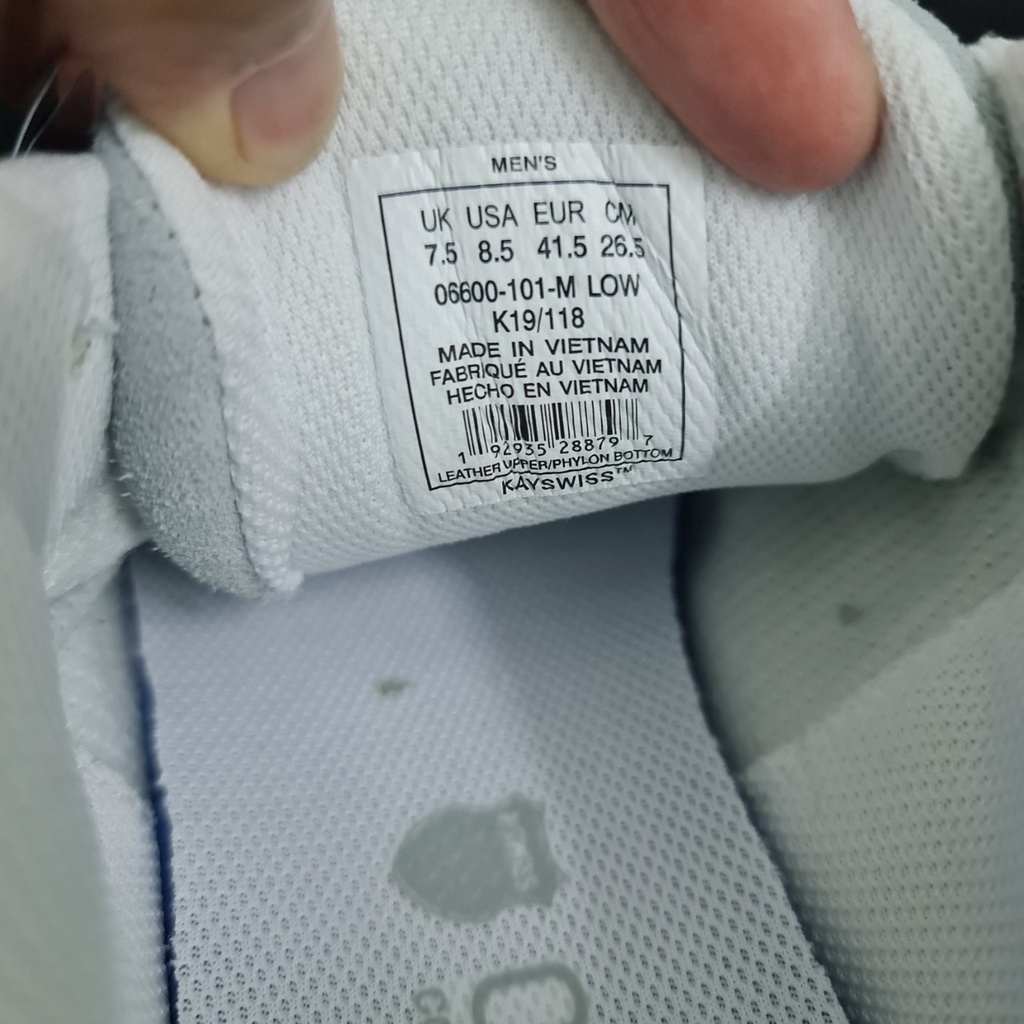 MEN'S
UK USA EUR CM
7.5 8.5 41.5 26.5
06600-101-M LOW
K19/118
MADE IN VIETNAM
FABRIQUÉ AU VIETNAM
HECHO EN VIETNAM
1 92935 28879 7
LEATHER UPPER/PHYLON BOTTOM
KAYSWISS™